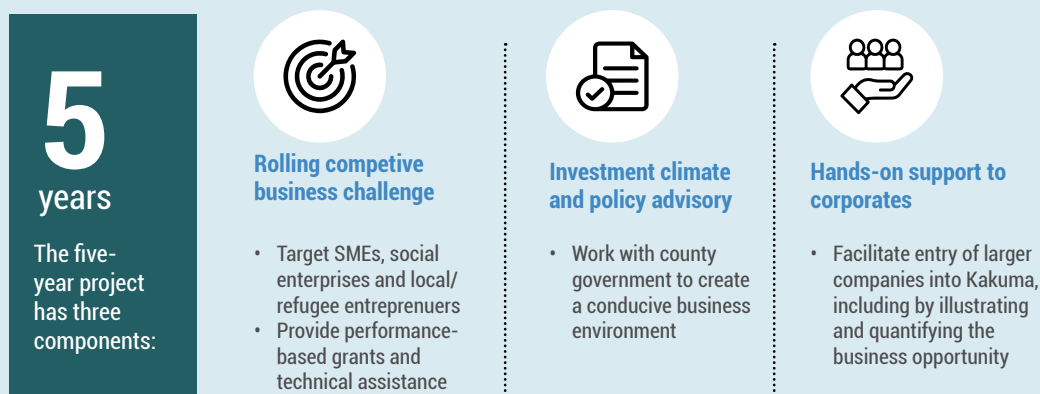 5
years
The five-
year project
has three
components:
Rolling competive
business challenge
• Target SMEs, social
enterprises and local/
refugee entreprenuers
• Provide performance-
based grants and
technical assistance
Investment climate
and policy advisory
• Work with county
government to create
a conducive business
environment
Hands-on support to
corporates
• Facilitate entry of larger
companies into Kakuma,
including by illustrating
and quantifying the
business opportunity